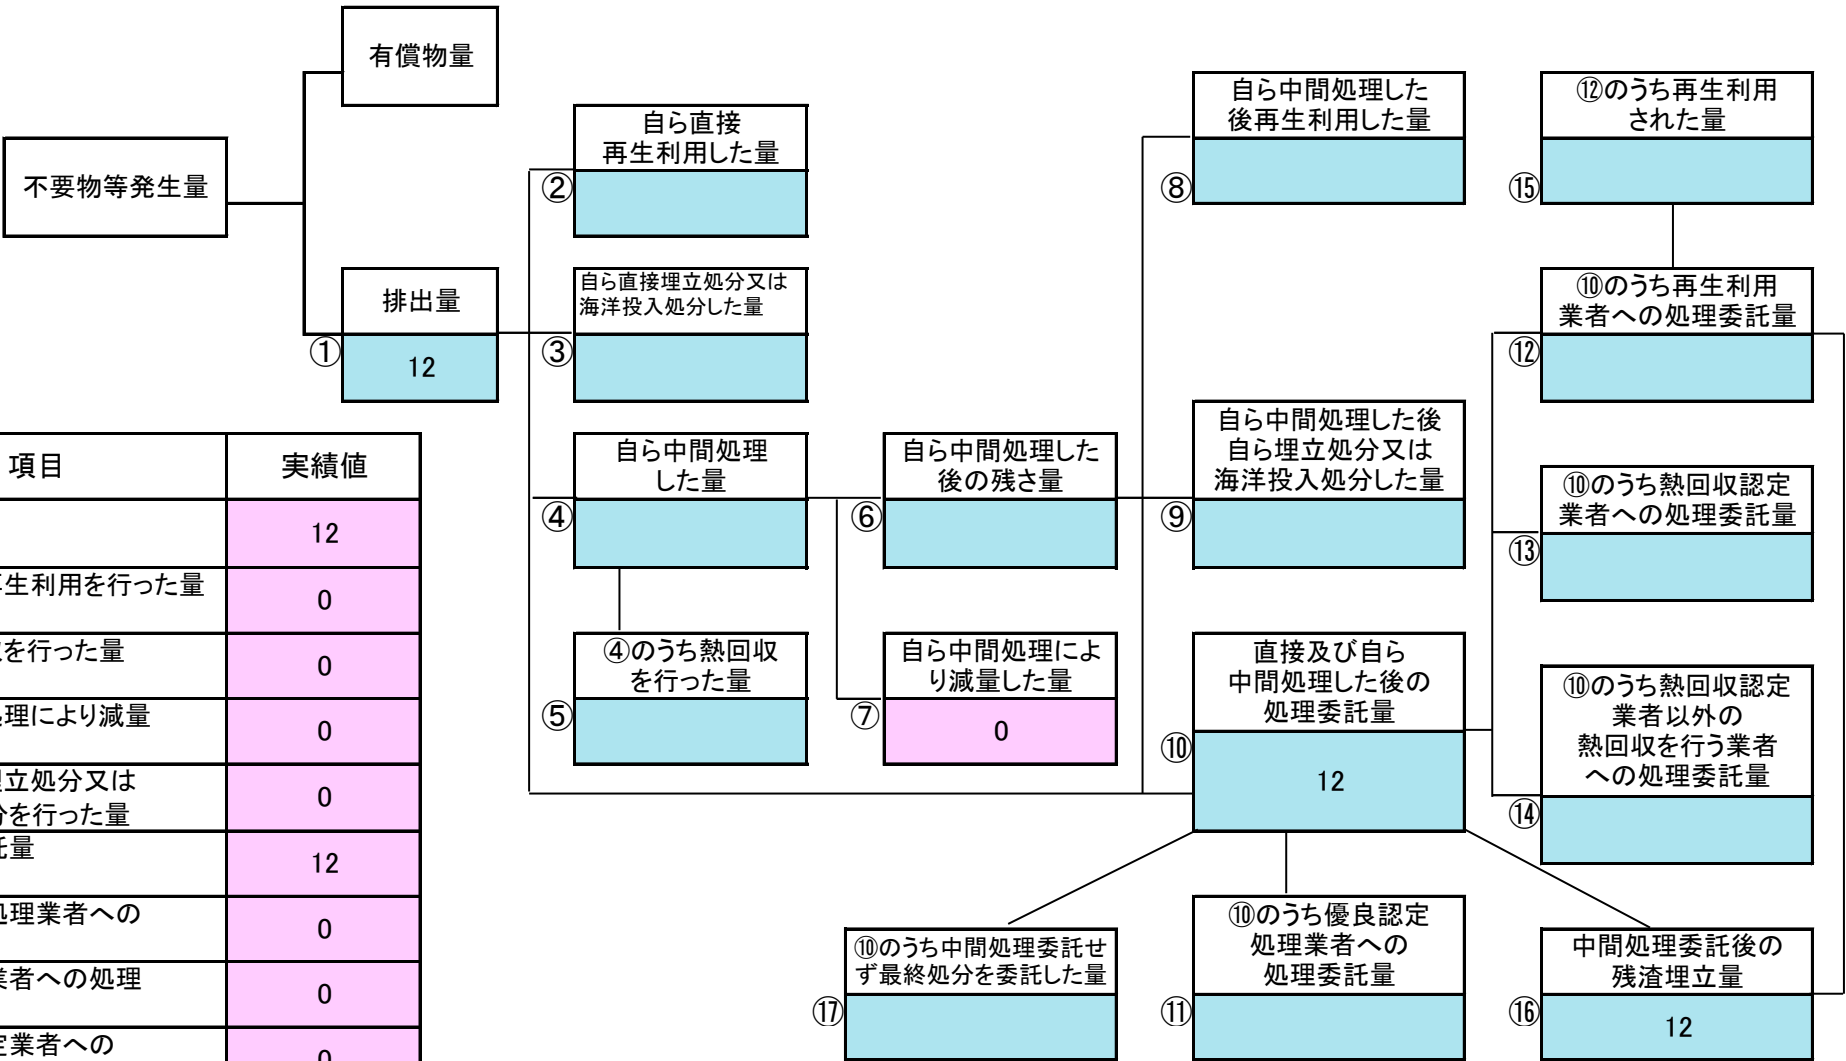 有償物量
不要物等発生量
排出量
①
12
自ら直接
再生利用した量
②
自ら直接埋立処分又は
海洋投入処分した量
③
自ら中間処理
した量
④
④のうち熱回収
を行った量
⑤
自ら中間処理した
後の残さ量
⑥
自ら中間処理によ
り減量した量
⑦
0
自ら中間処理した
後再生利用した量
⑧
自ら中間処理した後
自ら埋立処分又は
海洋投入処分した量
⑨
直接及び自ら
中間処理した後の
処理委託量
⑩
12
⑫のうち再生利用
された量
⑮
⑩のうち再生利用
業者への処理委託量
⑫
⑩のうち熱回収認定
業者への処理委託量
⑬
⑩のうち熱回収認定
業者以外の
熱回収を行う業者
への処理委託量
⑭
⑩のうち中間処理委託せ
ず最終処分を委託した量
⑰
⑩のうち優良認定
処理業者への
処理委託量
⑪
中間処理委託後の
残渣埋立量
⑯
12
項目 実績値
12
生利用を行った量 0
を行った量 0
理により減量 0
立処分又は
を行った量 0
量 12
理業者への 0
業者への処理 0
業者への 0